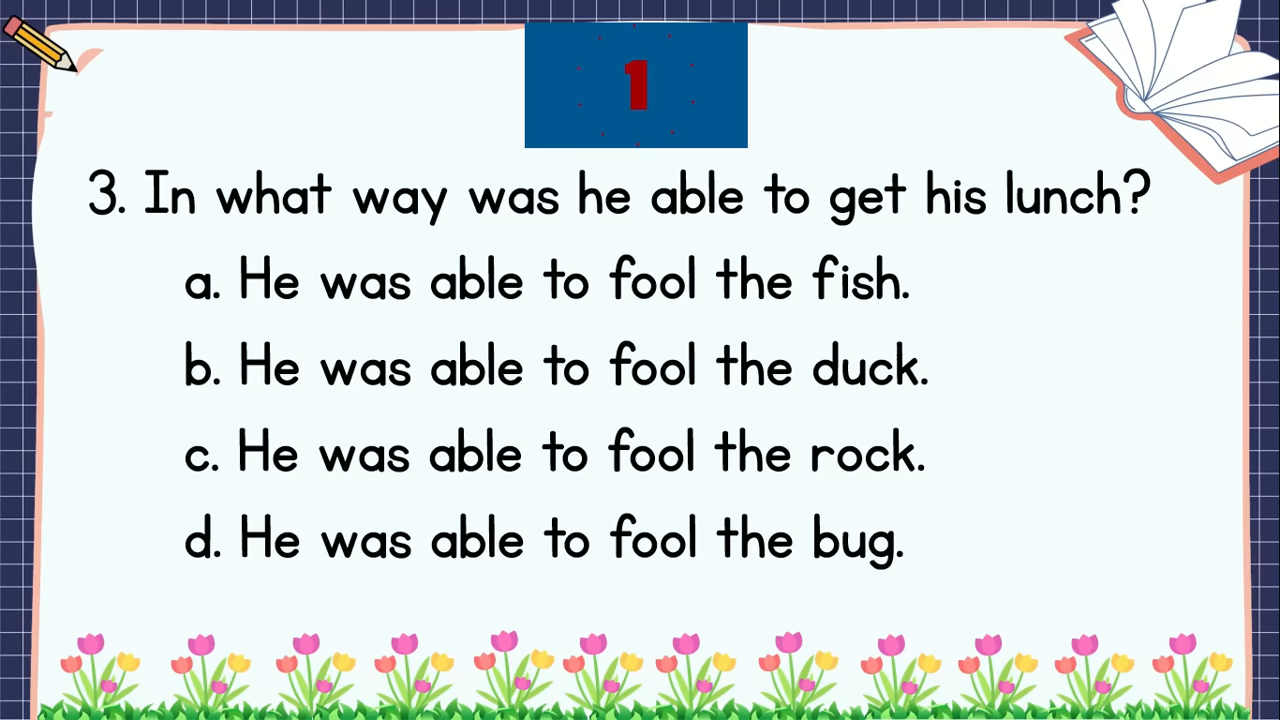 1
3. In what way was he able to get his lunch?
a. He was able to fool the fish.
b. He was able to fool the duck.
c. He was able to fool the rock.
d. He was able to fool the bug.